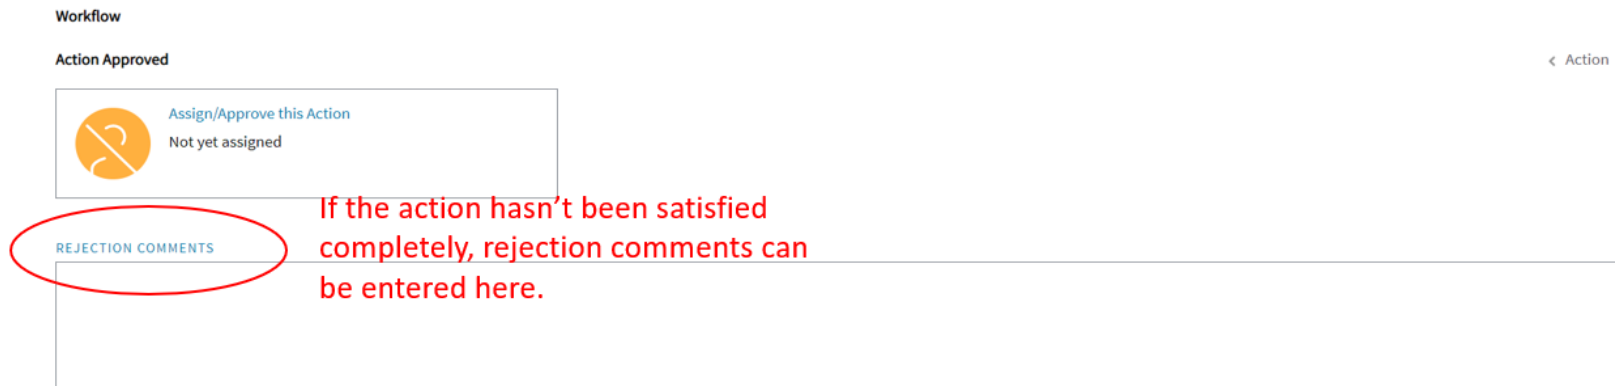 Workflow
Action Approved
< Action
Assign/Approve this Action
Not yet assigned
If the action hasn’t been satisfied
completely, rejection comments can
be entered here.
REJECTION COMMENTS